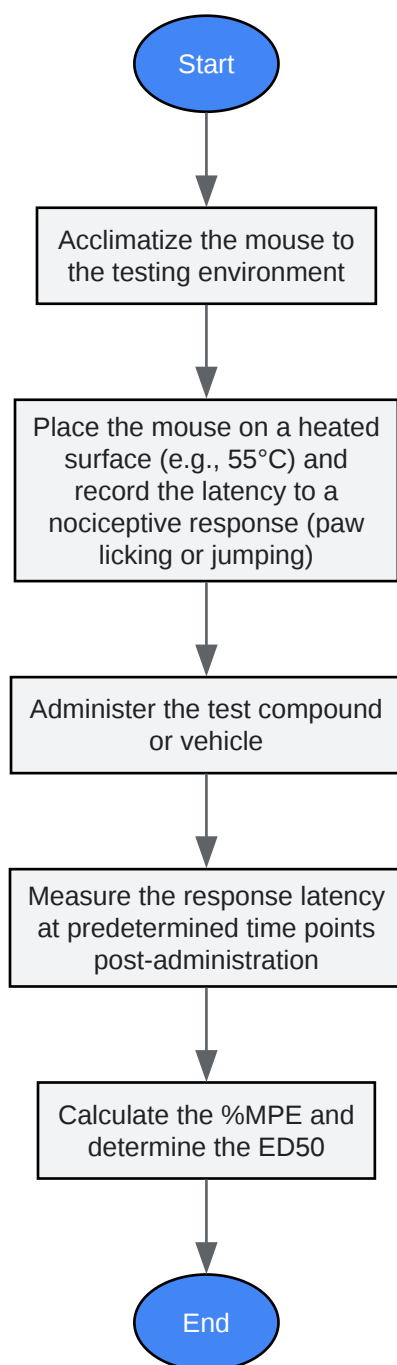 Start
Acclimatize the mouse to
the testing environment
Place the mouse on a heated
surface (e.g., 55°C) and
record the latency to a
nociceptive response (paw
licking or jumping)
Administer the test compound
or vehicle
Measure the response latency
at predetermined time points
post-administration
Calculate the %MPE and
determine the ED50
End